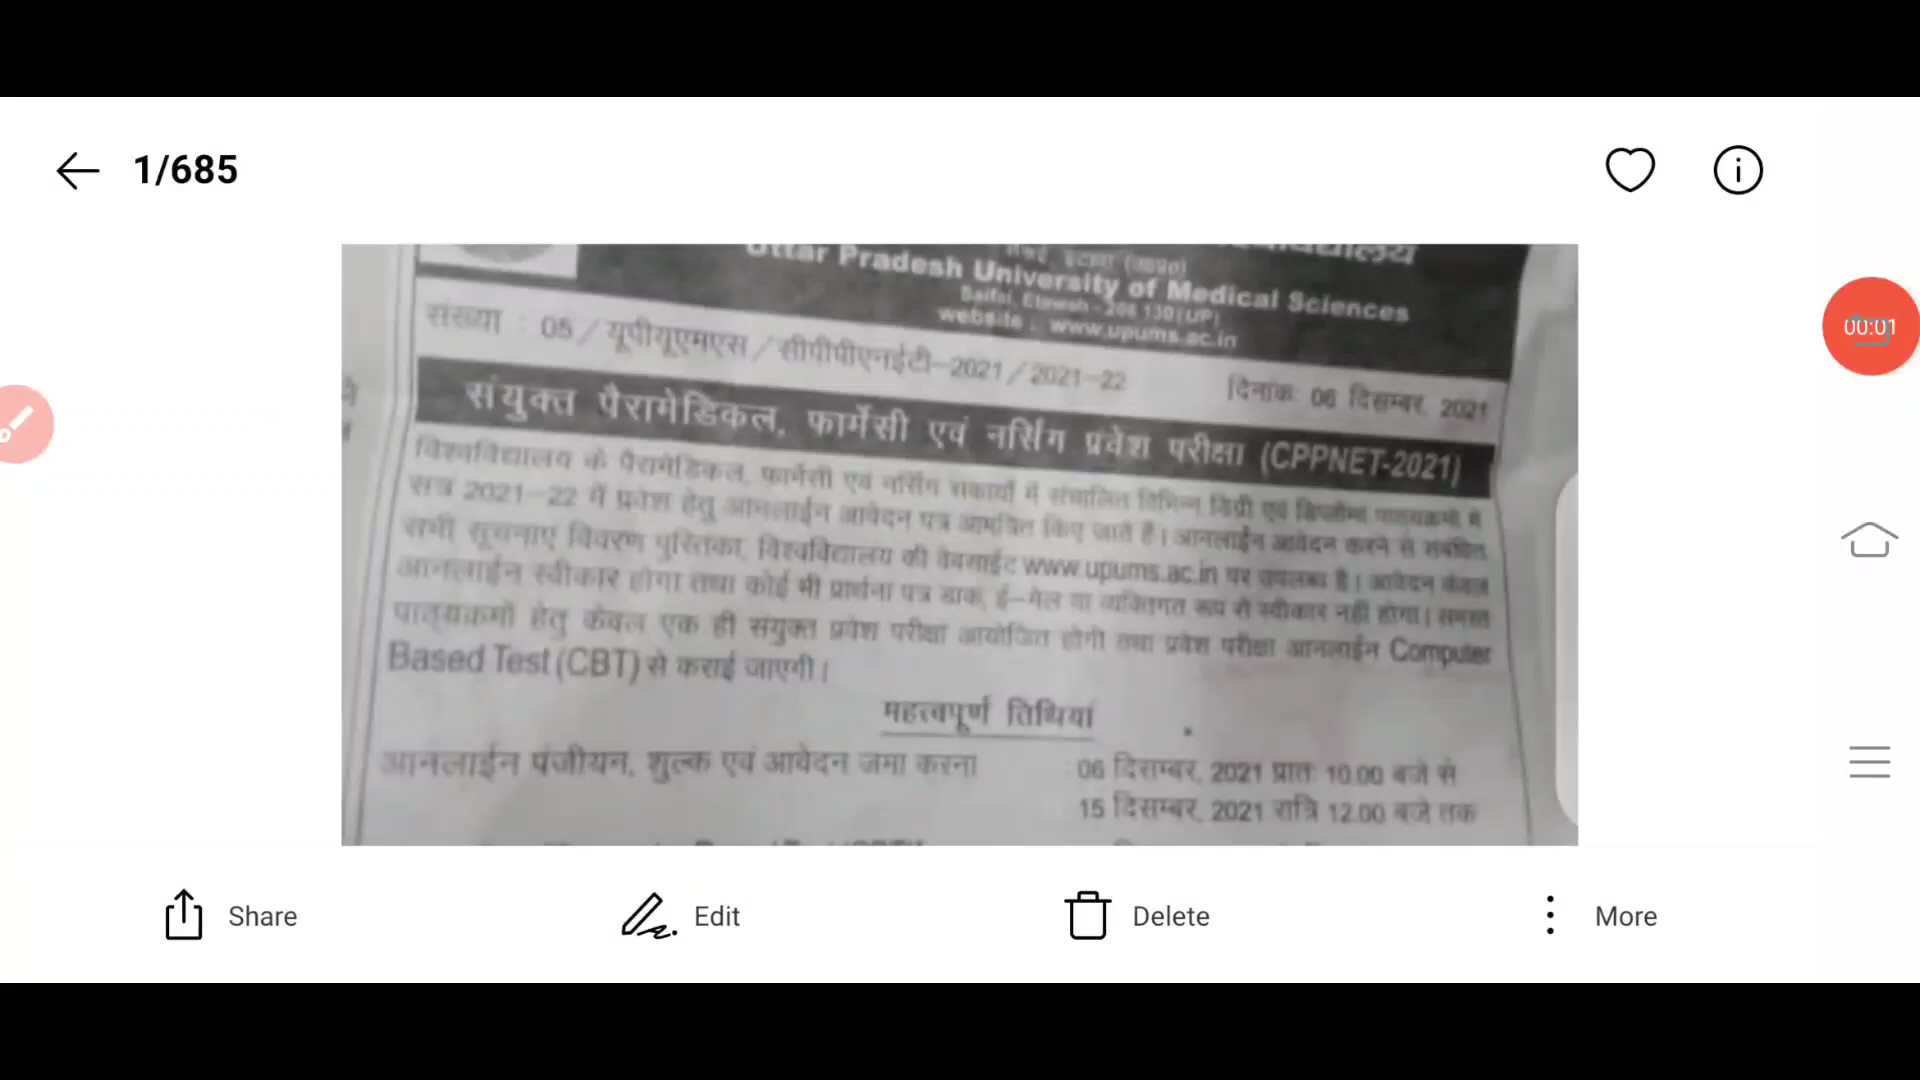 1/685
Uttar Pradesh University of Medical Sciences
Saifai, Etawah - 206 130 (UP)
website : www.upums.ac.in
संख्या : 05 / यूपीयूएमएस / सीपीपीएनईटी-2021 / 2021-22
दिनांक: 06 दिसम्बर, 2021
संयुक्त पैरामेडिकल, फार्मेसी एवं नर्सिंग प्रवेश परीक्षा (CPPNET-2021)
विश्वविद्यालय के पैरामेडिकल, फार्मेसी एवं नर्सिंग संकायों में संचालित विभिन्न डिग्री एवं डिप्लोमा पाठ्यक्रमों में
सत्र 2021-22 में प्रवेश हेतु आनलाईन आवेदन पत्र आमंत्रित किए जाते हैं। आनलाईन आवेदन करने से संबंधित
सभी सूचनाएं विवरण पुस्तिका, विश्वविद्यालय की वेबसाईट www.upums.ac.in पर उपलब्ध है। आवेदन केवल
आनलाईन स्वीकार होगा तथा कोई भी प्रार्थना पत्र डाक, ई-मेल या व्यक्तिगत रूप से स्वीकार नहीं होगा। समस्त
पाठ्यक्रमों हेतु केवल एक ही संयुक्त प्रवेश परीक्षा आयोजित होगी तथा प्रवेश परीक्षा आनलाईन Computer
Based Test (CBT) से कराई जाएगी।
महत्वपूर्ण तिथियां
आनलाईन पंजीयन, शुल्क एवं आवेदन जमा करना
06 दिसम्बर, 2021 प्रातः 10.00 बजे से
15 दिसम्बर, 2021 रात्रि 12.00 बजे तक
00:01
Share
Edit
Delete
More